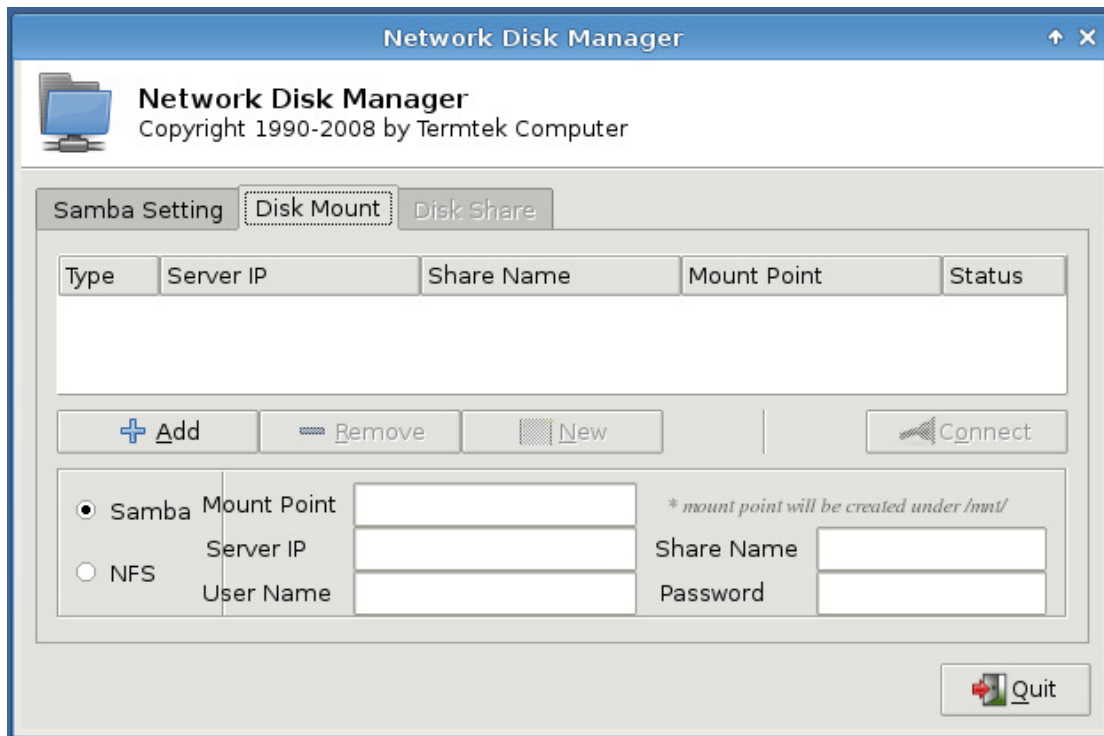 Network Disk Manager
Network Disk Manager
Copyright 1990-2008 by Termtek Computer
Samba Setting Disk Mount Disk Share
Type Server IP Share Name Mount Point Status
Add Remove New Connect
Samba Mount Point * mount point will be created under /mnt/
Server IP Share Name
NFS
User Name Password
Quit